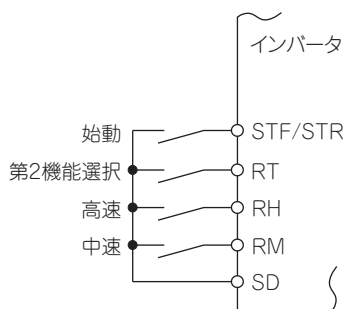 インバータ
始動 STF/STR
第2機能選択 RT
高速 RH
中速 RM
SD